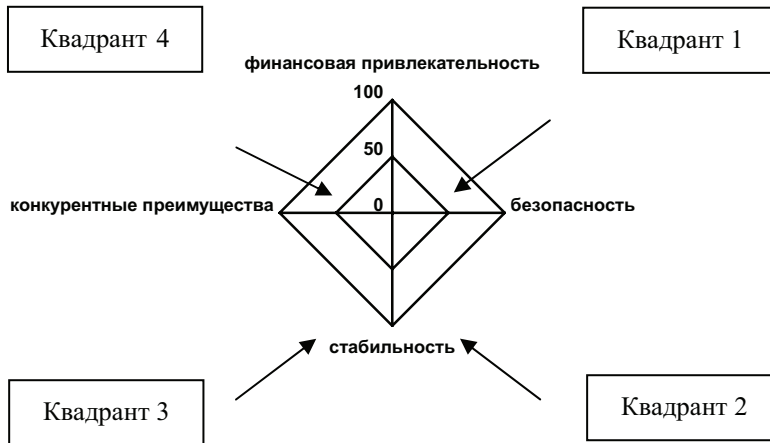 Квадрант 4
Квадрант 1
финансовая привлекательность
100
50
конкурентные преимущества
0
безопасность
стабильность
Квадрант 3
Квадрант 2